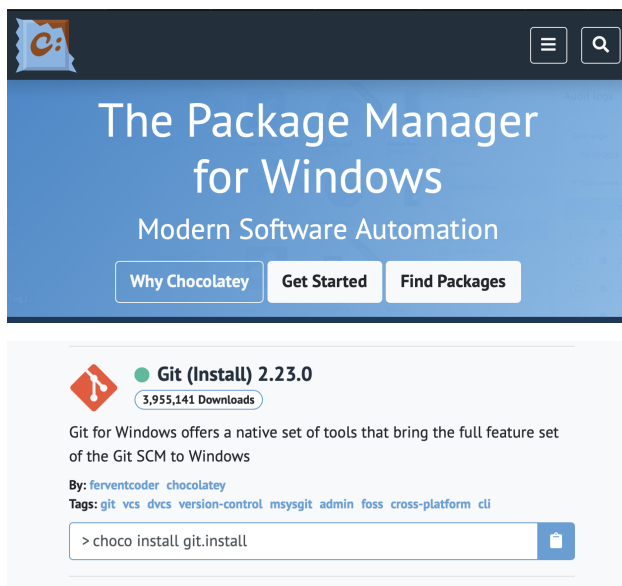 C:
The Package Manager
for Windows
Modern Software Automation
Why Chocolatey Get Started Find Packages
Git (Install) 2.23.0
3,955,141 Downloads
Git for Windows offers a native set of tools that bring the full feature set
of the Git SCM to Windows
By: ferventcoder chocolatey
Tags: git vcs dvcs version-control msysgit admin foss cross-platform cli
> choco install git.install